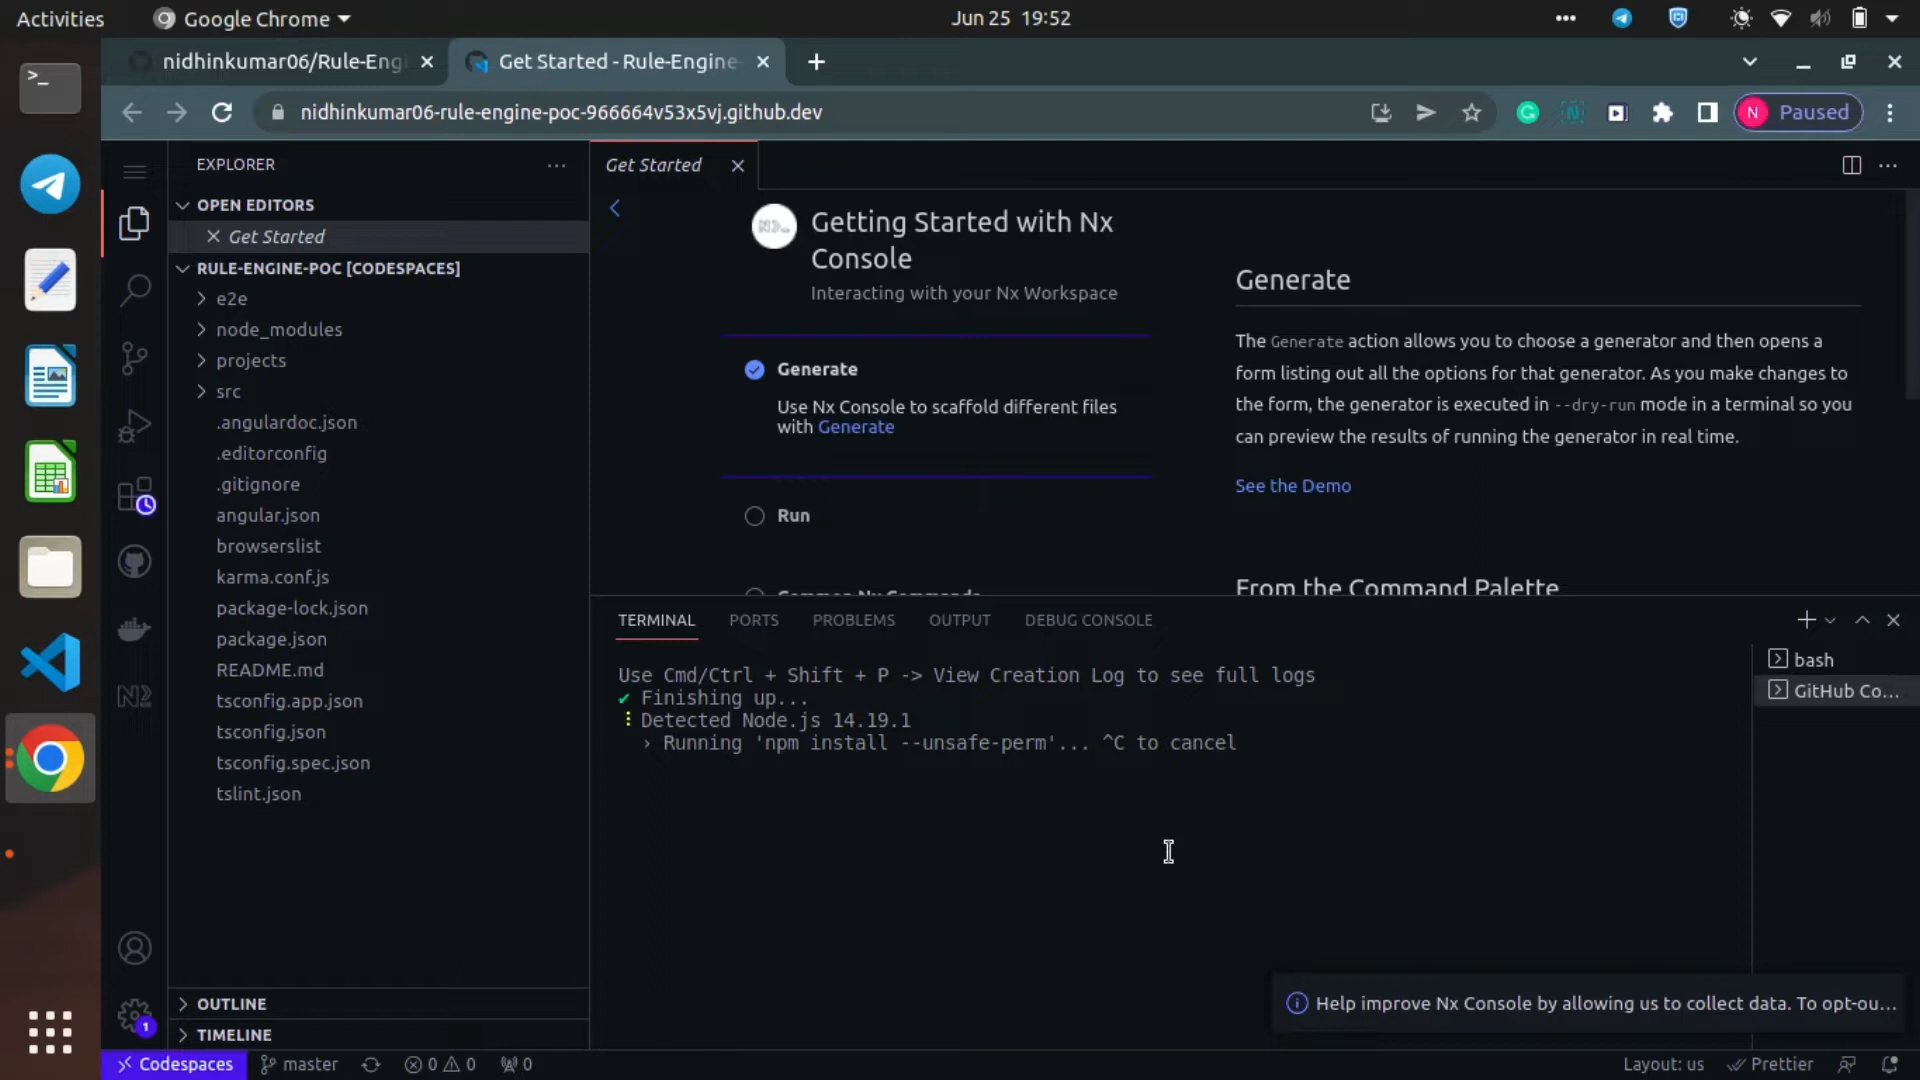 Activities
Google Chrome
Jun 25 19:52
nidhinkumar06/Rule-Engi
Get Started - Rule-Engine-
nidhinkumar06-rule-engine-poc-966664v53x5vj.github.dev
N Paused
EXPLORER
OPEN EDITORS
Get Started
RULE-ENGINE-POC [CODESPACES]
e2e
node_modules
projects
src
.angulardoc.json
.editorconfig
.gitignore
angular.json
browserslist
karma.conf.js
package-lock.json
package.json
README.md
tsconfig.app.json
tsconfig.json
tsconfig.spec.json
tslint.json
OUTLINE
TIMELINE
Get Started
Getting Started with Nx
Console
Interacting with your Nx Workspace
Generate
Use Nx Console to scaffold different files
with Generate
Run
Common Nx Commands
Generate
The Generate action allows you to choose a generator and then opens a
form listing out all the options for that generator. As you make changes to
the form, the generator is executed in --dry-run mode in a terminal so you
can preview the results of running the generator in real time.
See the Demo
From the Command Palette
TERMINAL PORTS PROBLEMS OUTPUT DEBUG CONSOLE
Use Cmd/Ctrl + Shift + P -> View Creation Log to see full logs
✔ Finishing up...
⠸ Detected Node.js 14.19.1
› Running 'npm install --unsafe-perm'... ^C to cancel
bash
GitHub Co...
Help improve Nx Console by allowing us to collect data. To opt-ou...
1
Codespaces master 0 0 0
Layout: us Prettier